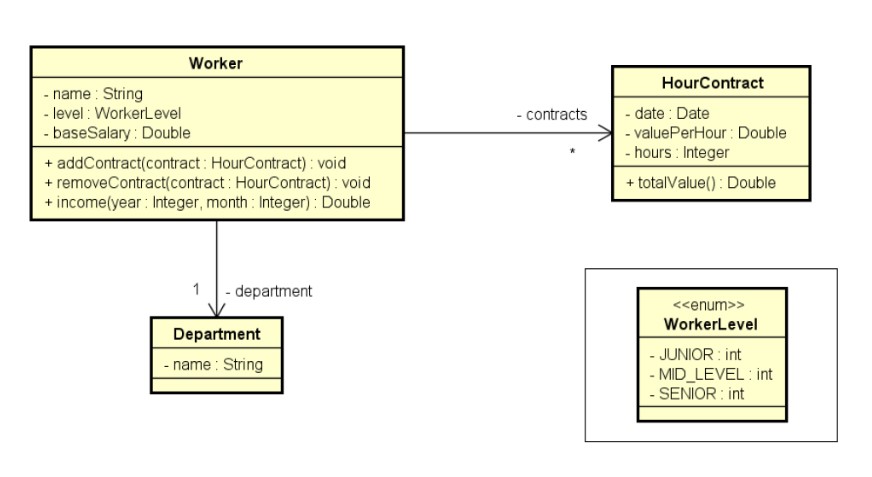 Worker
- name : String
- level : WorkerLevel
- baseSalary : Double
+ addContract(contract : HourContract) : void
+ removeContract(contract : HourContract) : void
+ income(year : Integer, month : Integer) : Double
- contracts
*
HourContract
- date : Date
- valuePerHour : Double
- hours : Integer
+ totalValue() : Double
1
- department
Department
- name : String
<<enum>>
WorkerLevel
- JUNIOR : int
- MID_LEVEL : int
- SENIOR : int